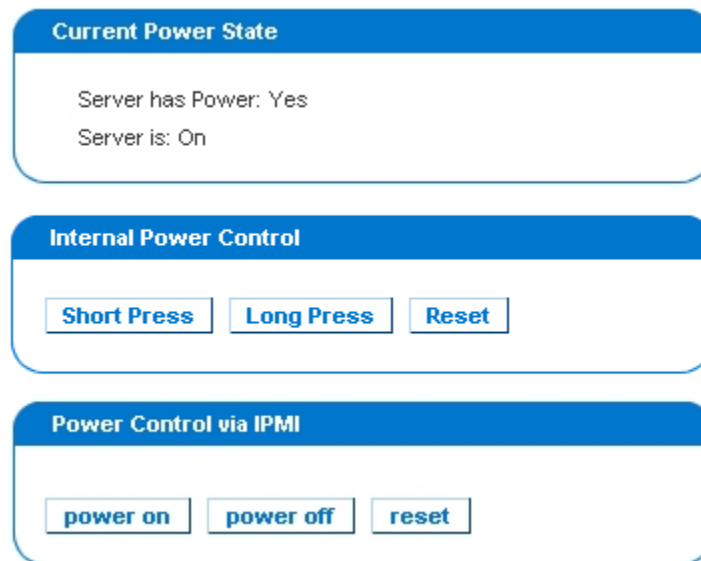 Current Power State
Server has Power: Yes
Server is: On
Internal Power Control
Short Press Long Press Reset
Power Control via IPMI
power on power off reset